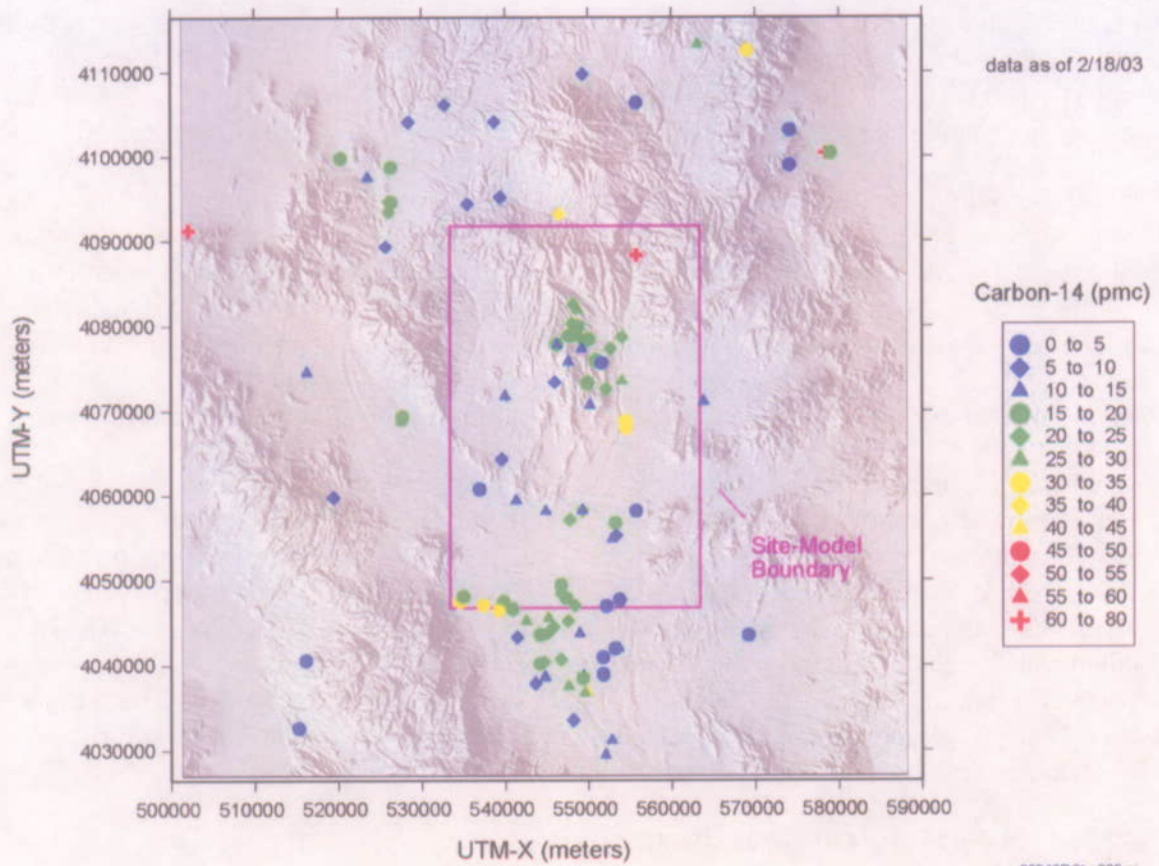 data as of 2/18/03
4110000
4100000
4090000
4080000
4070000
4060000
4050000
4040000
4030000
UTM-Y (meters)
Site-Model
Boundary
500000 510000 520000 530000 540000 550000 560000 570000 580000 590000
UTM-X (meters)
Carbon-14 (pmc)
0 to 5
5 to 10
10 to 15
15 to 20
20 to 25
25 to 30
30 to 35
35 to 40
40 to 45
45 to 50
50 to 55
55 to 60
60 to 80